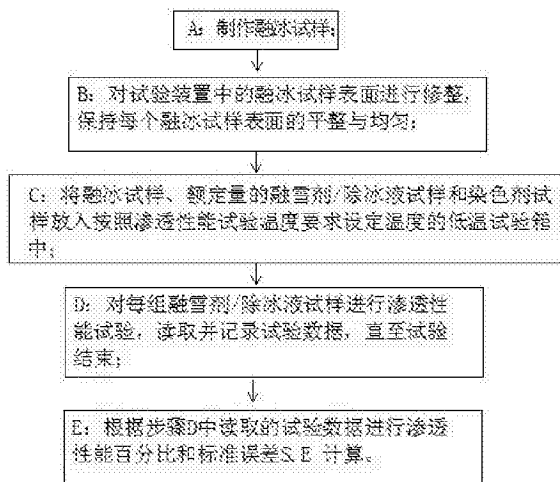 A：制作融冰试样；
B：对试验装置中的融冰试样表面进行修整，
保持每个融冰试样表面的平整与均匀；
C：将融冰试样、额定量的融雪剂/除冰液试样和染色剂试
样放入按照渗透性能试验温度要求设定温度的低温试验箱
中；
D：对每组融雪剂/除冰液试样进行渗透性
能试验，读取并记录试验数据，直至试验
结束；
E：根据步骤D中读取的试验数据进行渗透
性能百分比和标准误差S.E 计算。